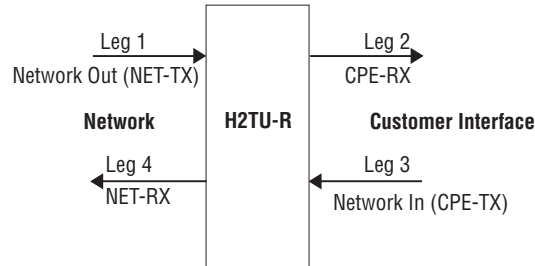 Leg 1
Leg 2
Network Out (NET-TX)
CPE-RX
Network
H2TU-R
Customer Interface
Leg 4
Leg 3
NET-RX
Network In (CPE-TX)